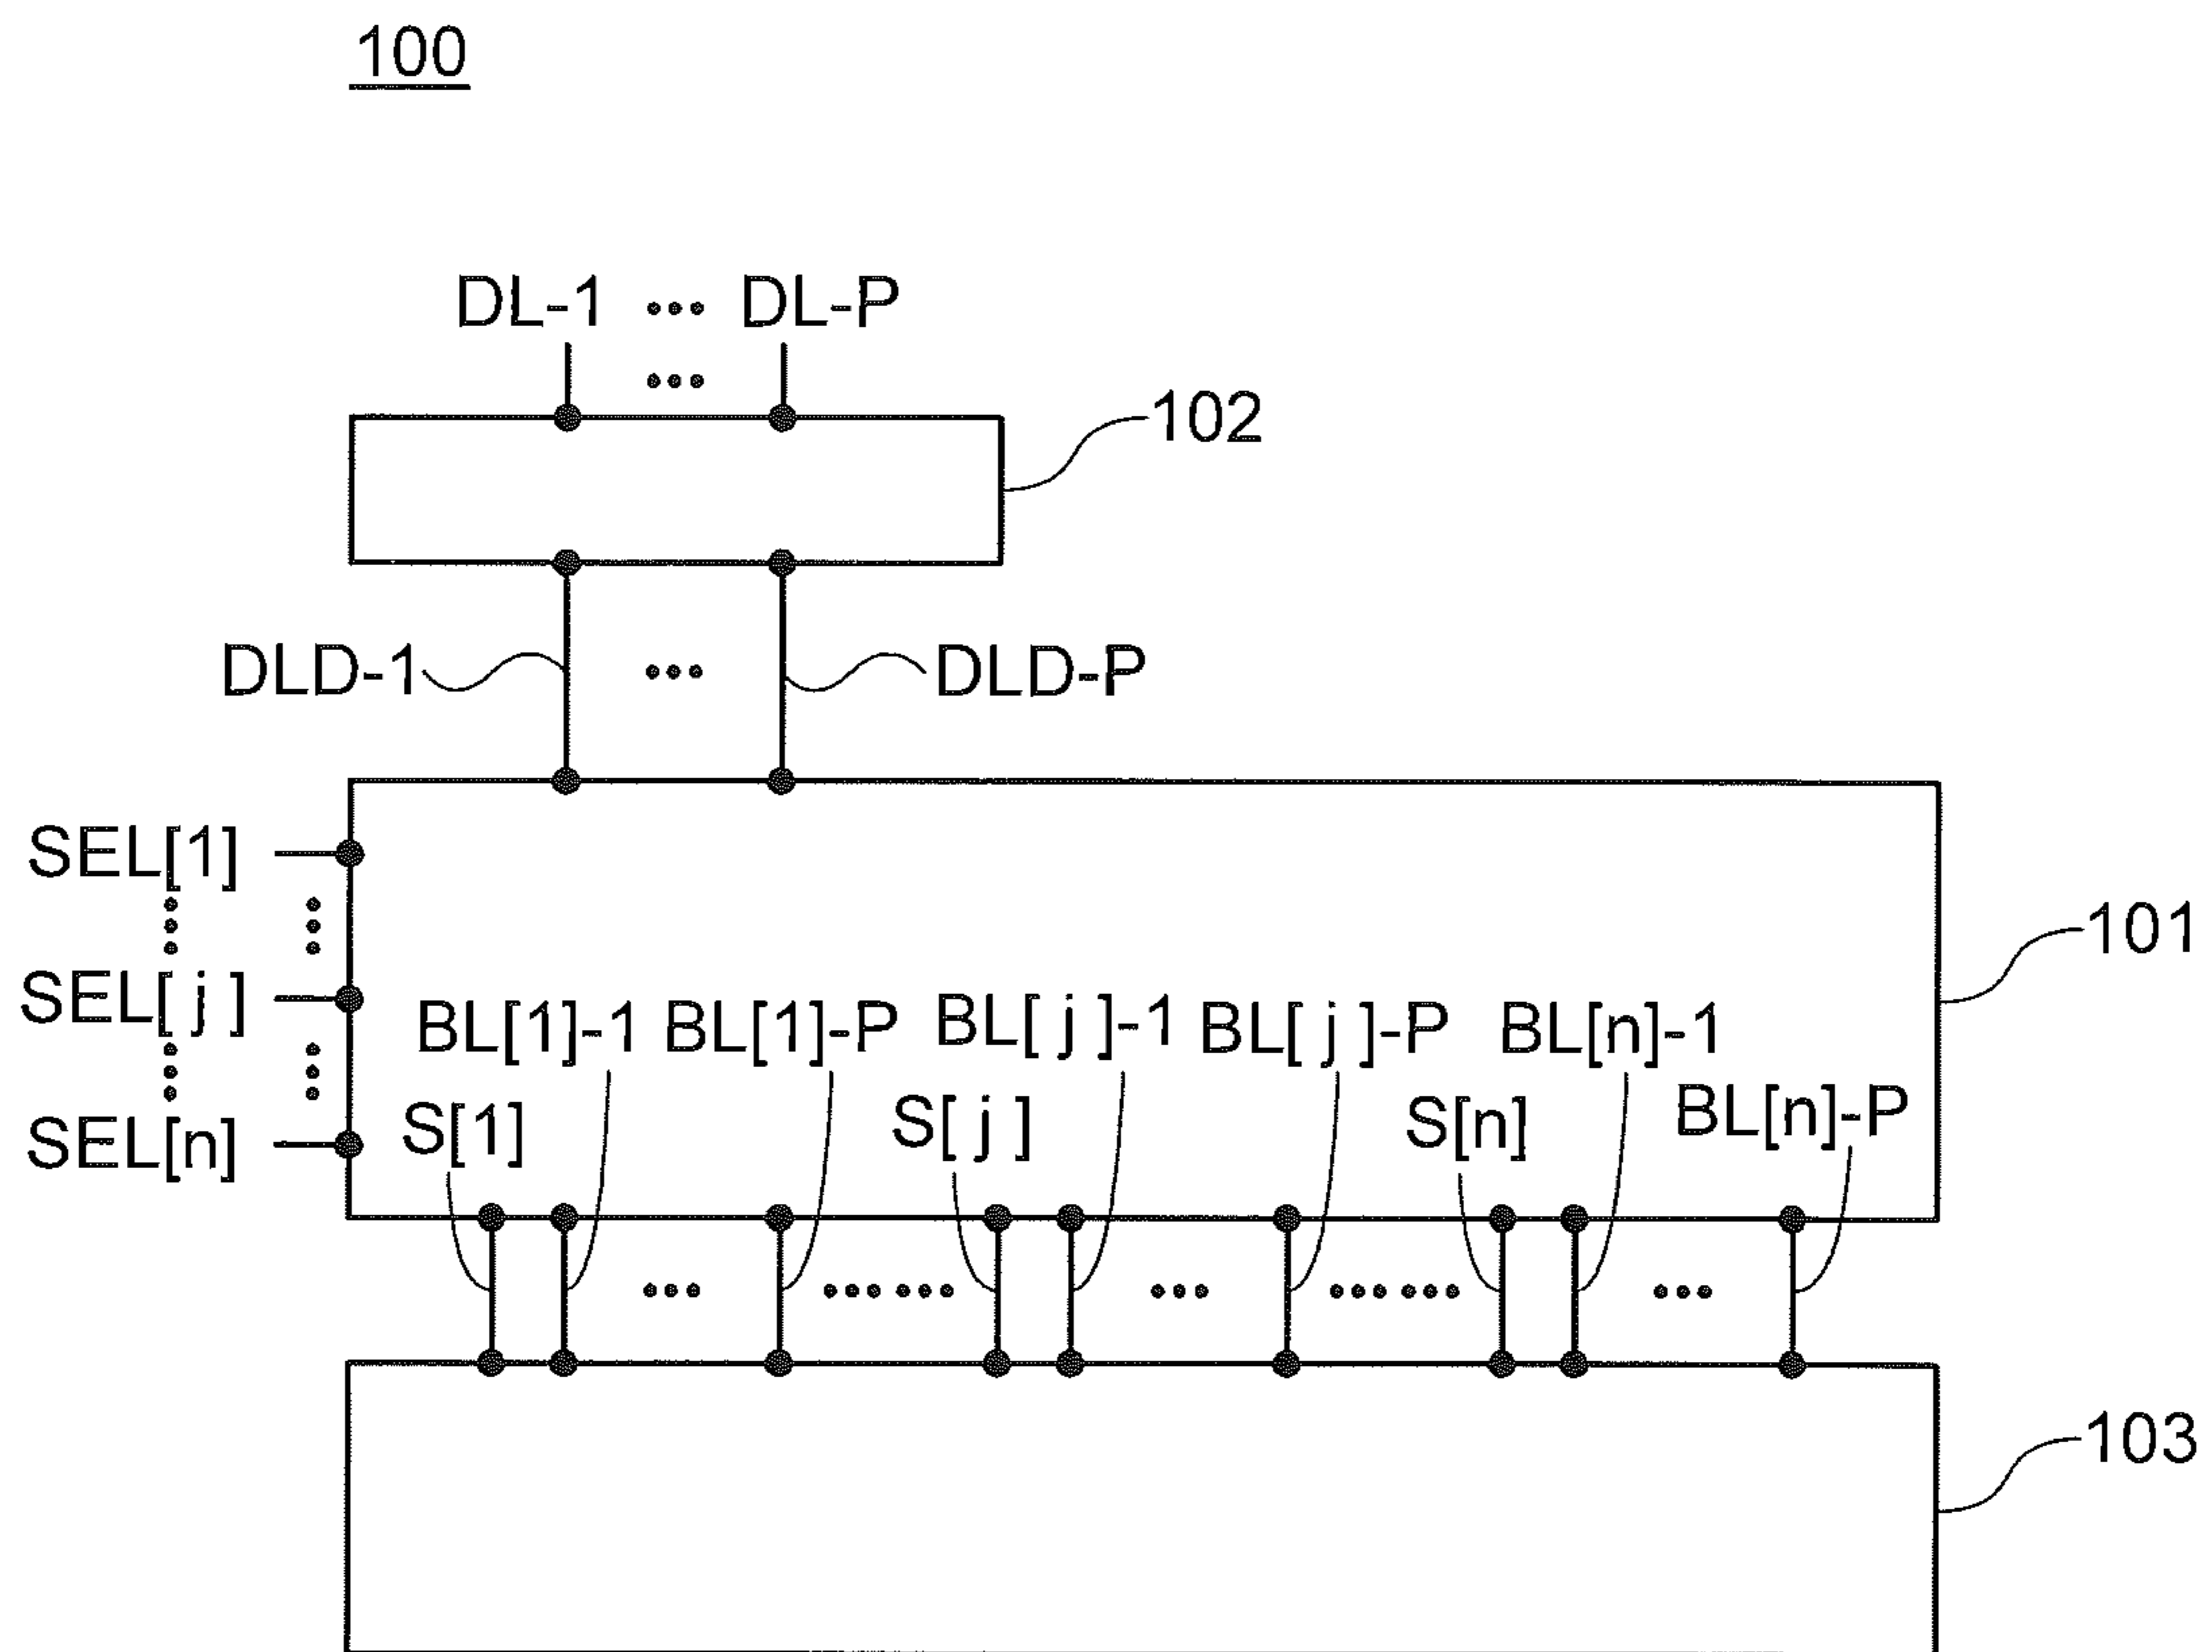 100
DL-1 ••• DL-P
•••
102
DLD-1 ••• DLD-P
SEL[1]
101
SEL[ j ]
BL[1]-1 BL[1]-P BL[ j ]-1 BL[ j ]-P BL[n]-1
S[1] S[ j ] S[n] BL[n]-P
SEL[n]
••• •••••• ••• •••••• •••
103